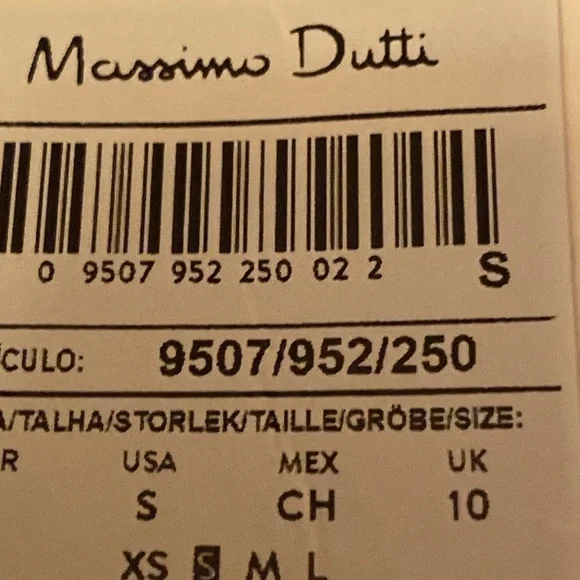 Massimo Dutti
0 9507 952 250 02 2 S
ÍCULO: 9507/952/250
A/TALHA/STORLEK/TAILLE/GRÖBE/SIZE:
R USA MEX UK
S CH 10
XS S M L